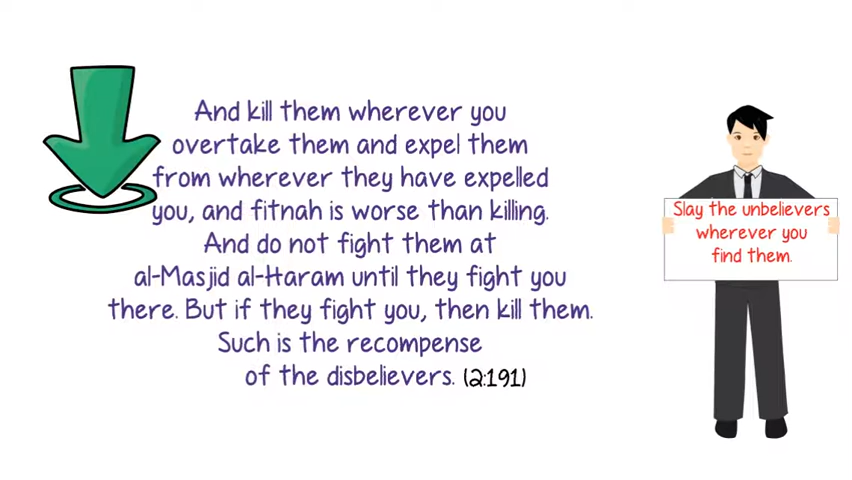 And kill them wherever you
overtake them and expel them
from wherever they have expelled
you, and fitnah is worse than killing.
And do not fight them at
al-Masjid al-Haram until they fight you
there. But if they fight you, then kill them.
Such is the recompense
of the disbelievers. (2:191)
Slay the unbelievers
wherever you
find them.